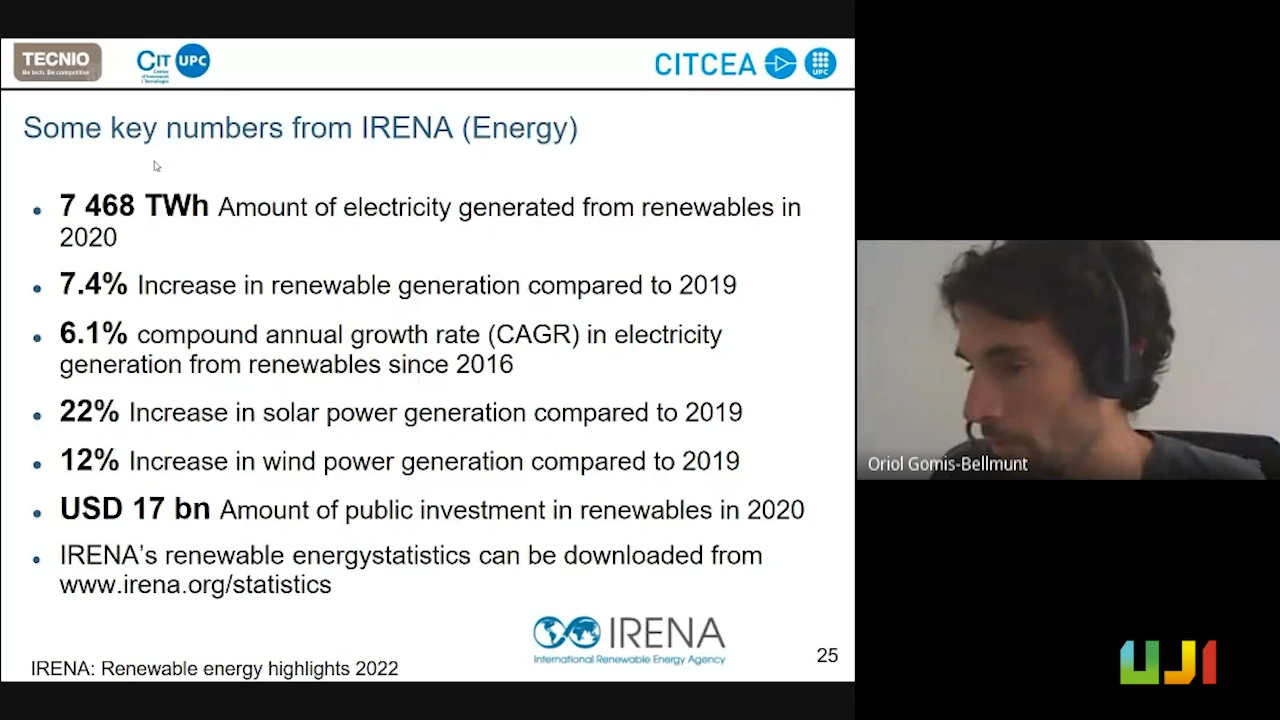 TECNIO
Be tech. Be competitive
CIT UPC
Centre
d'Innovació
i Tecnologia
CITCEA
UPC
Some key numbers from IRENA (Energy)
7 468 TWh Amount of electricity generated from renewables in
2020
7.4% Increase in renewable generation compared to 2019
6.1% compound annual growth rate (CAGR) in electricity
generation from renewables since 2016
22% Increase in solar power generation compared to 2019
12% Increase in wind power generation compared to 2019
USD 17 bn Amount of public investment in renewables in 2020
IRENA's renewable energystatistics can be downloaded from
www.irena.org/statistics
IRENA
International Renewable Energy Agency
IRENA: Renewable energy highlights 2022
25
Oriol Gomis-Bellmunt
UJI